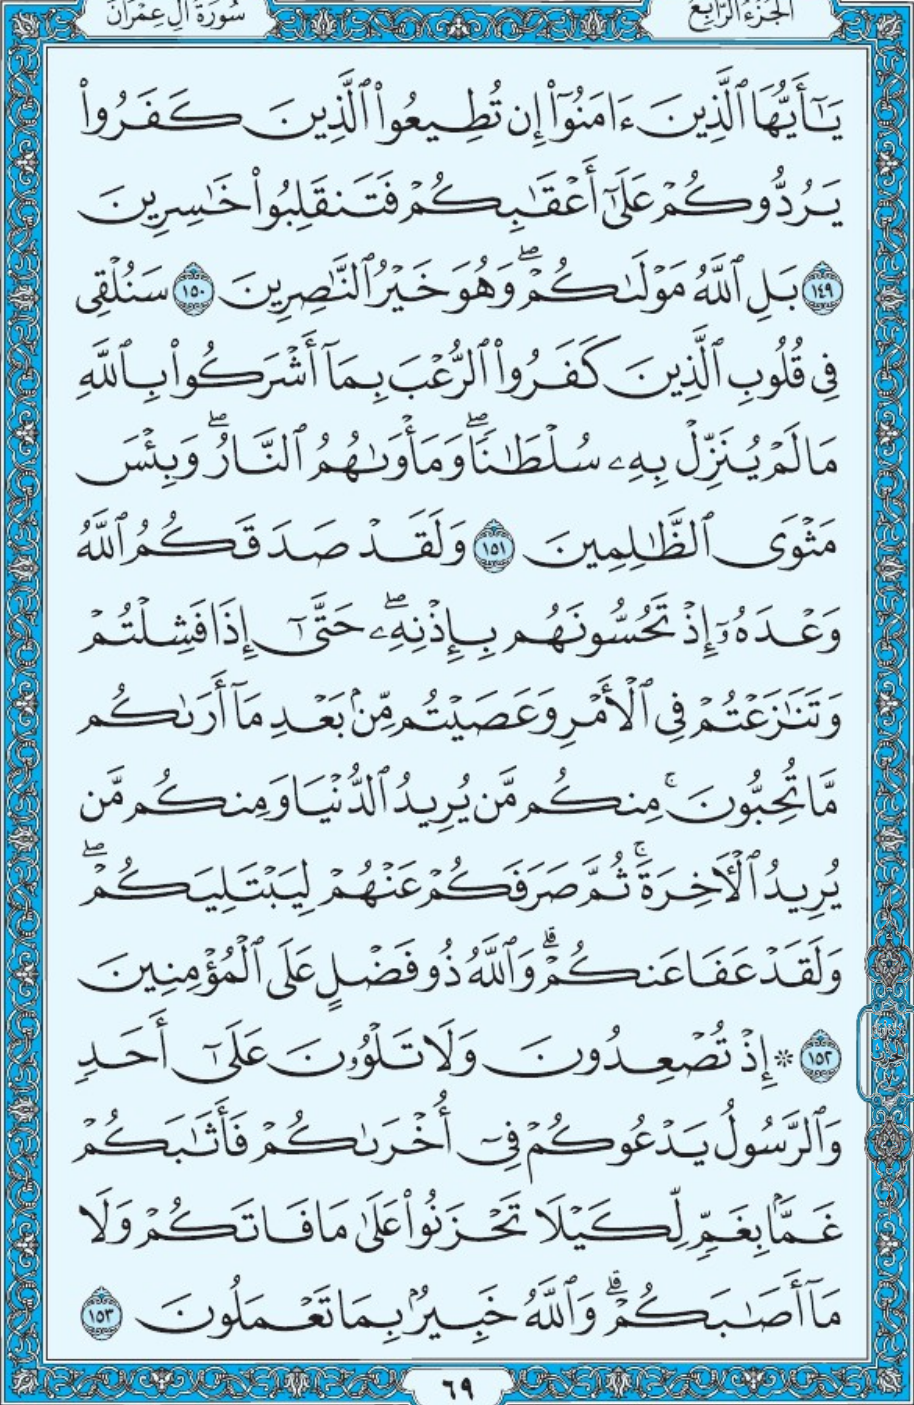 سُورَةُ آلِ عِمْرَانَ
الجُزْءُ الرَّابِعُ
يَٰٓأَيُّهَا ٱلَّذِينَ ءَامَنُوٓا۟ إِن تُطِيعُوا۟ ٱلَّذِينَ كَفَرُوا۟
يَرُدُّوكُمْ عَلَىٰٓ أَعْقَٰبِكُمْ فَتَنقَلِبُوا۟ خَٰسِرِينَ
١٤٩ بَلِ ٱللَّهُ مَوْلَىٰكُمْ ۖ وَهُوَ خَيْرُ ٱلنَّٰصِرِينَ ١٥٠ سَنُلْقِى
فِى قُلُوبِ ٱلَّذِينَ كَفَرُوا۟ ٱلرُّعْبَ بِمَآ أَشْرَكُوا۟ بِٱللَّهِ
مَا لَمْ يُنَزِّلْ بِهِۦ سُلْطَٰنًا ۖ وَمَأْوَىٰهُمُ ٱلنَّارُ ۖ وَبِئْسَ
مَثْوَى ٱلظَّٰلِمِينَ ١٥١ وَلَقَدْ صَدَقَكُمُ ٱللَّهُ
وَعْدَهُۥٓ إِذْ تَحُسُّونَهُم بِإِذْنِهِۦ ۖ حَتَّىٰٓ إِذَا فَشِلْتُمْ
وَتَنَٰزَعْتُمْ فِى ٱلْأَمْرِ وَعَصَيْتُم مِّنۢ بَعْدِ مَآ أَرَىٰكُم
مَّا تُحِبُّونَ ۚ مِنكُم مَّن يُرِيدُ ٱلدُّنْيَا وَمِنكُم مَّن
يُرِيدُ ٱلْءَاخِرَةَ ۚ ثُمَّ صَرَفَكُمْ عَنْهُمْ لِيَبْتَلِيَكُمْ ۖ
وَلَقَدْ عَفَا عَنكُمْ ۗ وَٱللَّهُ ذُو فَضْلٍ عَلَى ٱلْمُؤْمِنِينَ
١٥٢ * إِذْ تُصْعِدُونَ وَلَا تَلْوُۥنَ عَلَىٰٓ أَحَدٍ
وَٱلرَّسُولُ يَدْعُوكُمْ فِىٓ أُخْرَىٰكُمْ فَأَثَٰبَكُمْ
غَمًّۢا بِغَمٍّ لِّكَيْلَا تَحْزَنُوا۟ عَلَىٰ مَا فَاتَكُمْ وَلَا
مَآ أَصَٰبَكُمْ ۗ وَٱللَّهُ خَبِيرٌۢ بِمَا تَعْمَلُونَ ١٥٣
٦٩